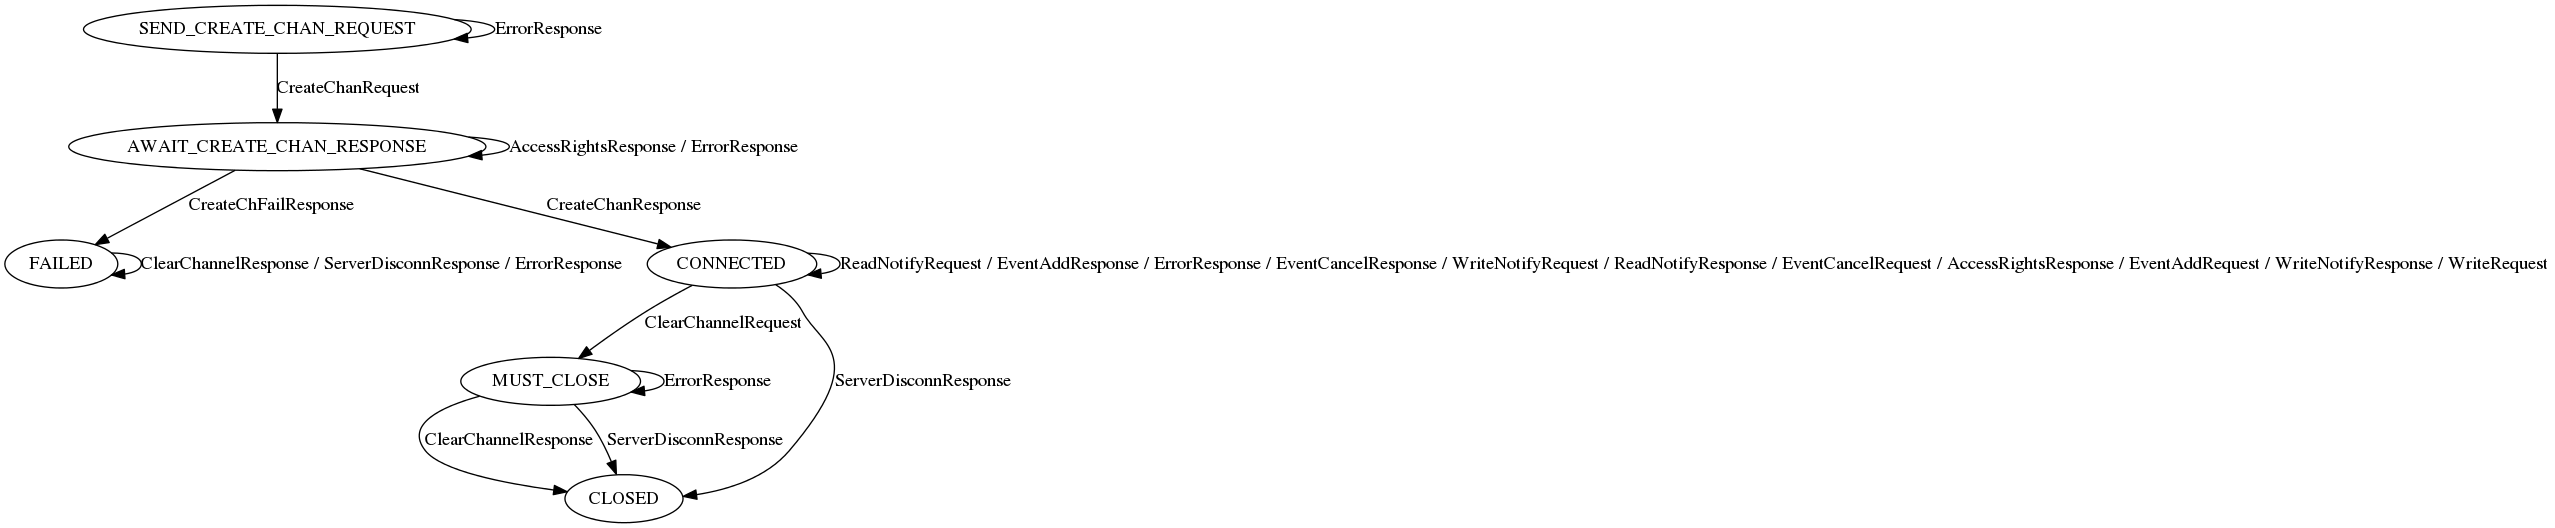 SEND_CREATE_CHAN_REQUEST
ErrorResponse
CreateChanRequest
AWAIT_CREATE_CHAN_RESPONSE
AccessRightsResponse / ErrorResponse
CreateChFailResponse
CreateChanResponse
FAILED
ClearChannelResponse / ServerDisconnResponse / ErrorResponse
CONNECTED
ReadNotifyRequest / EventAddResponse / ErrorResponse / EventCancelResponse / WriteNotifyRequest / ReadNotifyResponse / EventCancelRequest / AccessRightsResponse / EventAddRequest / WriteNotifyResponse / WriteRequest
ClearChannelRequest
MUST_CLOSE
ErrorResponse
ServerDisconnResponse
ClearChannelResponse
ServerDisconnResponse
CLOSED